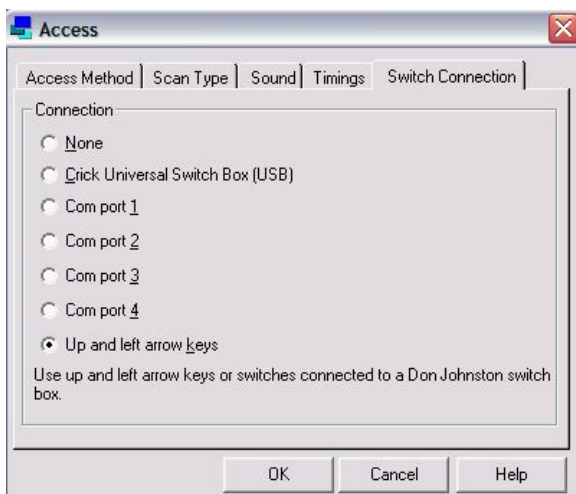 Access
Access Method Scan Type Sound Timings Switch Connection
Connection
None
Crick Universal Switch Box (USB)
Com port 1
Com port 2
Com port 3
Com port 4
Up and left arrow keys
Use up and left arrow keys or switches connected to a Don Johnston switch
box.
OK Cancel Help